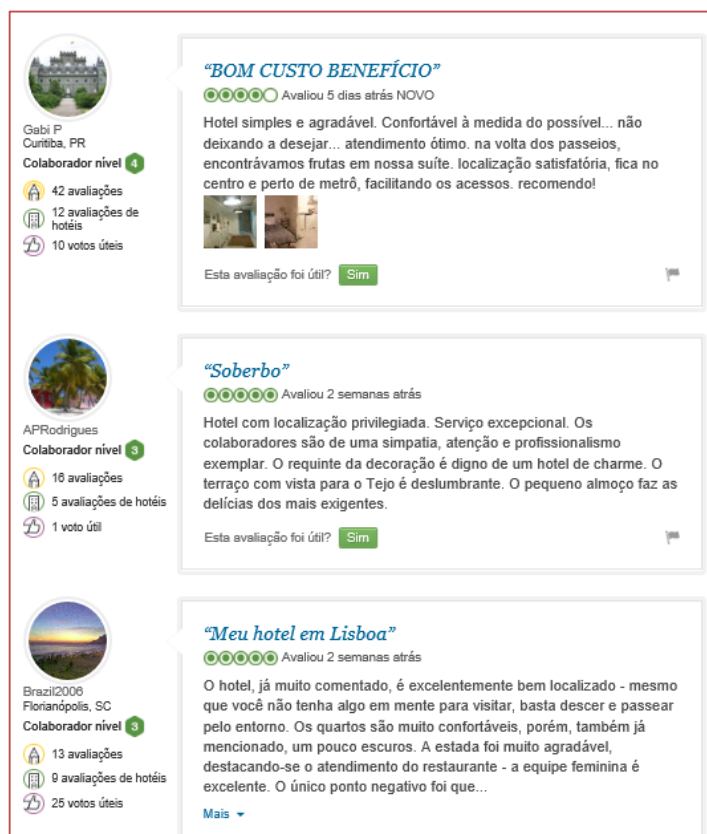 “BOM CUSTO BENEFÍCIO”
Avaliou 5 dias atrás NOVO
Hotel simples e agradável. Confortável à medida do possível... não
deixando a desejar... atendimento ótimo. na volta dos passeios,
encontrávamos frutas em nossa suíte. localização satisfatória, fica no
centro e perto de metrô, facilitando os acessos. recomendo!
Gabi P
Curitiba, PR
Colaborador nível 4
42 avaliações
12 avaliações de
hotéis
10 votos úteis
Esta avaliação foi útil? Sim
“Soberbo”
Avaliou 2 semanas atrás
Hotel com localização privilegiada. Serviço excepcional. Os
colaboradores são de uma simpatia, atenção e profissionalismo
exemplar. O requinte da decoração é digno de um hotel de charme. O
terraço com vista para o Tejo é deslumbrante. O pequeno almoço faz as
delícias dos mais exigentes.
APRodrigues
Colaborador nível 3
16 avaliações
5 avaliações de hotéis
1 voto útil
Esta avaliação foi útil? Sim
“Meu hotel em Lisboa”
Avaliou 2 semanas atrás
O hotel, já muito comentado, é excelentemente bem localizado - mesmo
que você não tenha algo em mente para visitar, basta descer e passear
pelo entorno. Os quartos são muito confortáveis, porém, também já
mencionado, um pouco escuros. A estada foi muito agradável,
destacando-se o atendimento do restaurante - a equipe feminina é
excelente. O único ponto negativo foi que...
Mais
Brazil2006
Florianópolis, SC
Colaborador nível 3
13 avaliações
9 avaliações de hotéis
25 votos úteis